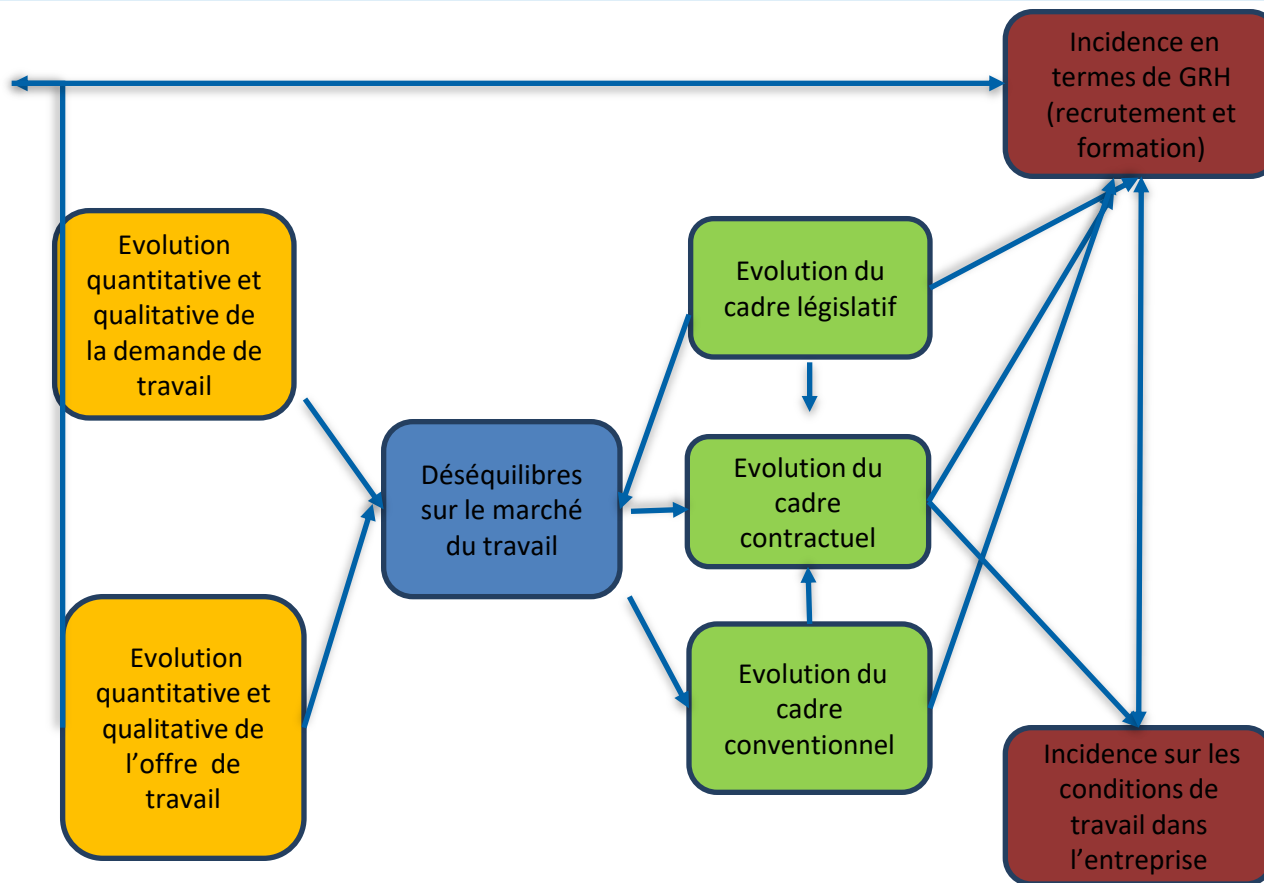 Incidence en
termes de GRH
(recrutement et
formation)
Evolution
quantitative et
qualitative de
la demande de
travail
Evolution du
cadre législatif
Déséquilibres
sur le marché
du travail
Evolution du
cadre
contractuel
Evolution
quantitative et
qualitative de
l’offre de
travail
Evolution du
cadre
conventionnel
Incidence sur les
conditions de
travail dans
l’entreprise